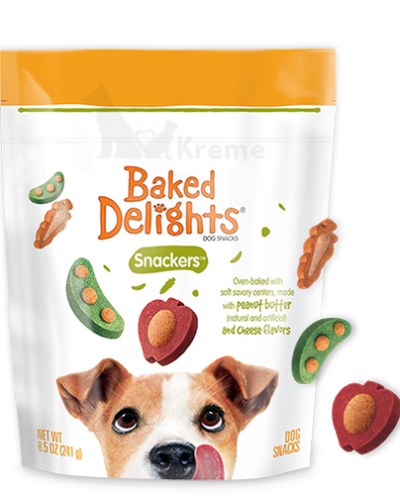 Kreme
Baked
Delights®
DOG SNACKS
Snackers™
Oven-baked with
soft savory centers, made
with peanut butter
(natural and artificial)
and cheese flavors
NET WT
8.5 OZ (241 g)
DOG
SNACKS